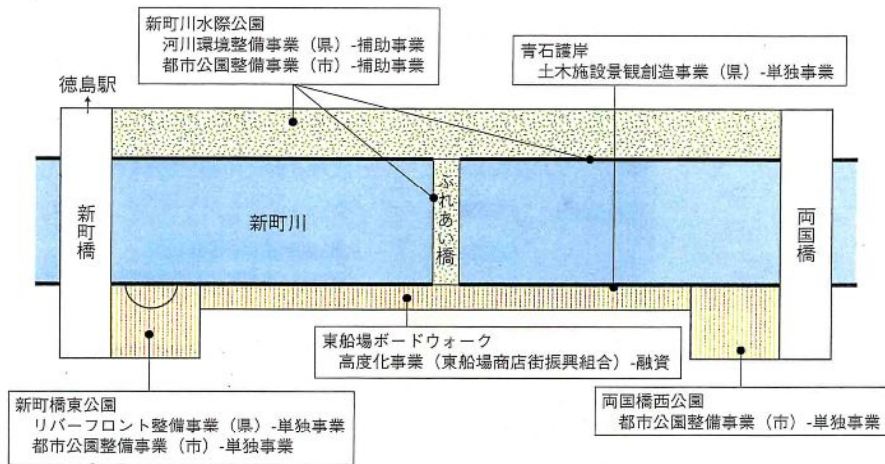 新町川水際公園
河川環境整備事業（県）-補助事業
都市公園整備事業（市）-補助事業
青石護岸
土木施設景観創造事業（県）-単独事業
徳島駅
新町橋
新町川
ふれあい橋
両国橋
東船場ボードウォーク
高度化事業（東船場商店街振興組合）-融資
新町橋東公園
リバーフロント整備事業（県）-単独事業
都市公園整備事業（市）-単独事業
両国橋西公園
都市公園整備事業（市）-単独事業